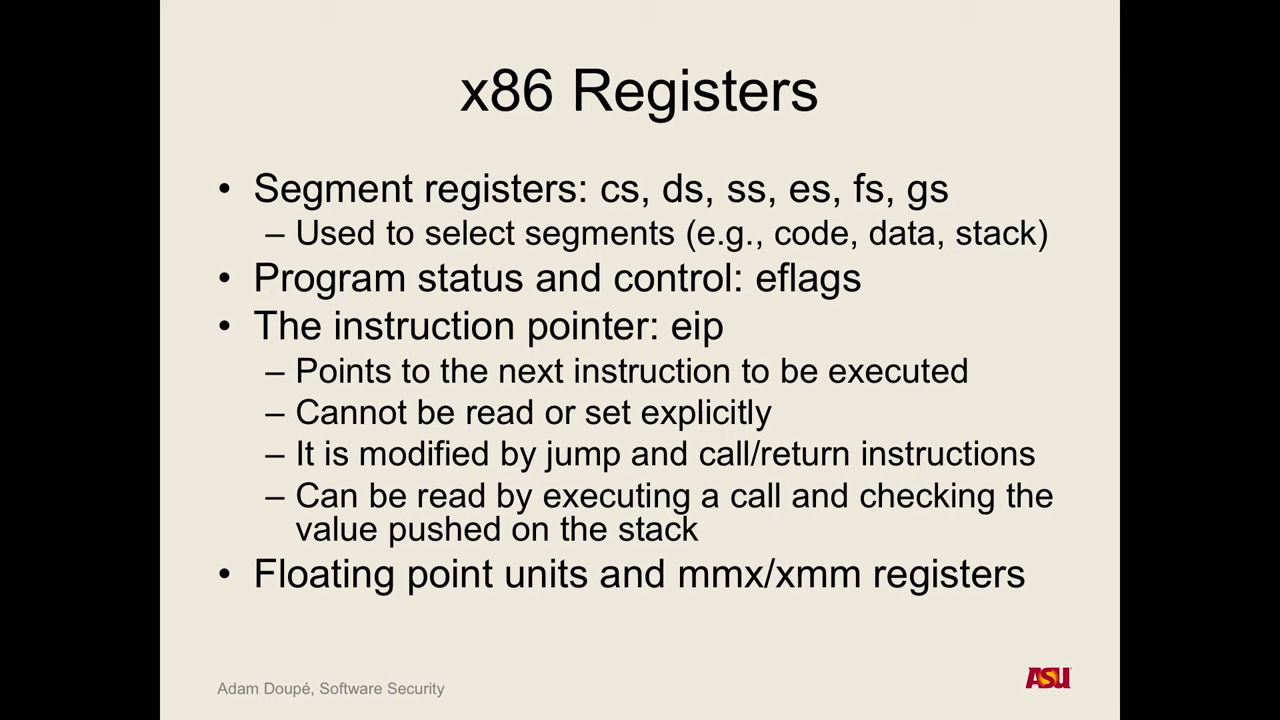 x86 Registers
• Segment registers: cs, ds, ss, es, fs, gs
– Used to select segments (e.g., code, data, stack)
• Program status and control: eflags
• The instruction pointer: eip
– Points to the next instruction to be executed
– Cannot be read or set explicitly
– It is modified by jump and call/return instructions
– Can be read by executing a call and checking the
value pushed on the stack
• Floating point units and mmx/xmm registers
Adam Doupé, Software Security
ASU